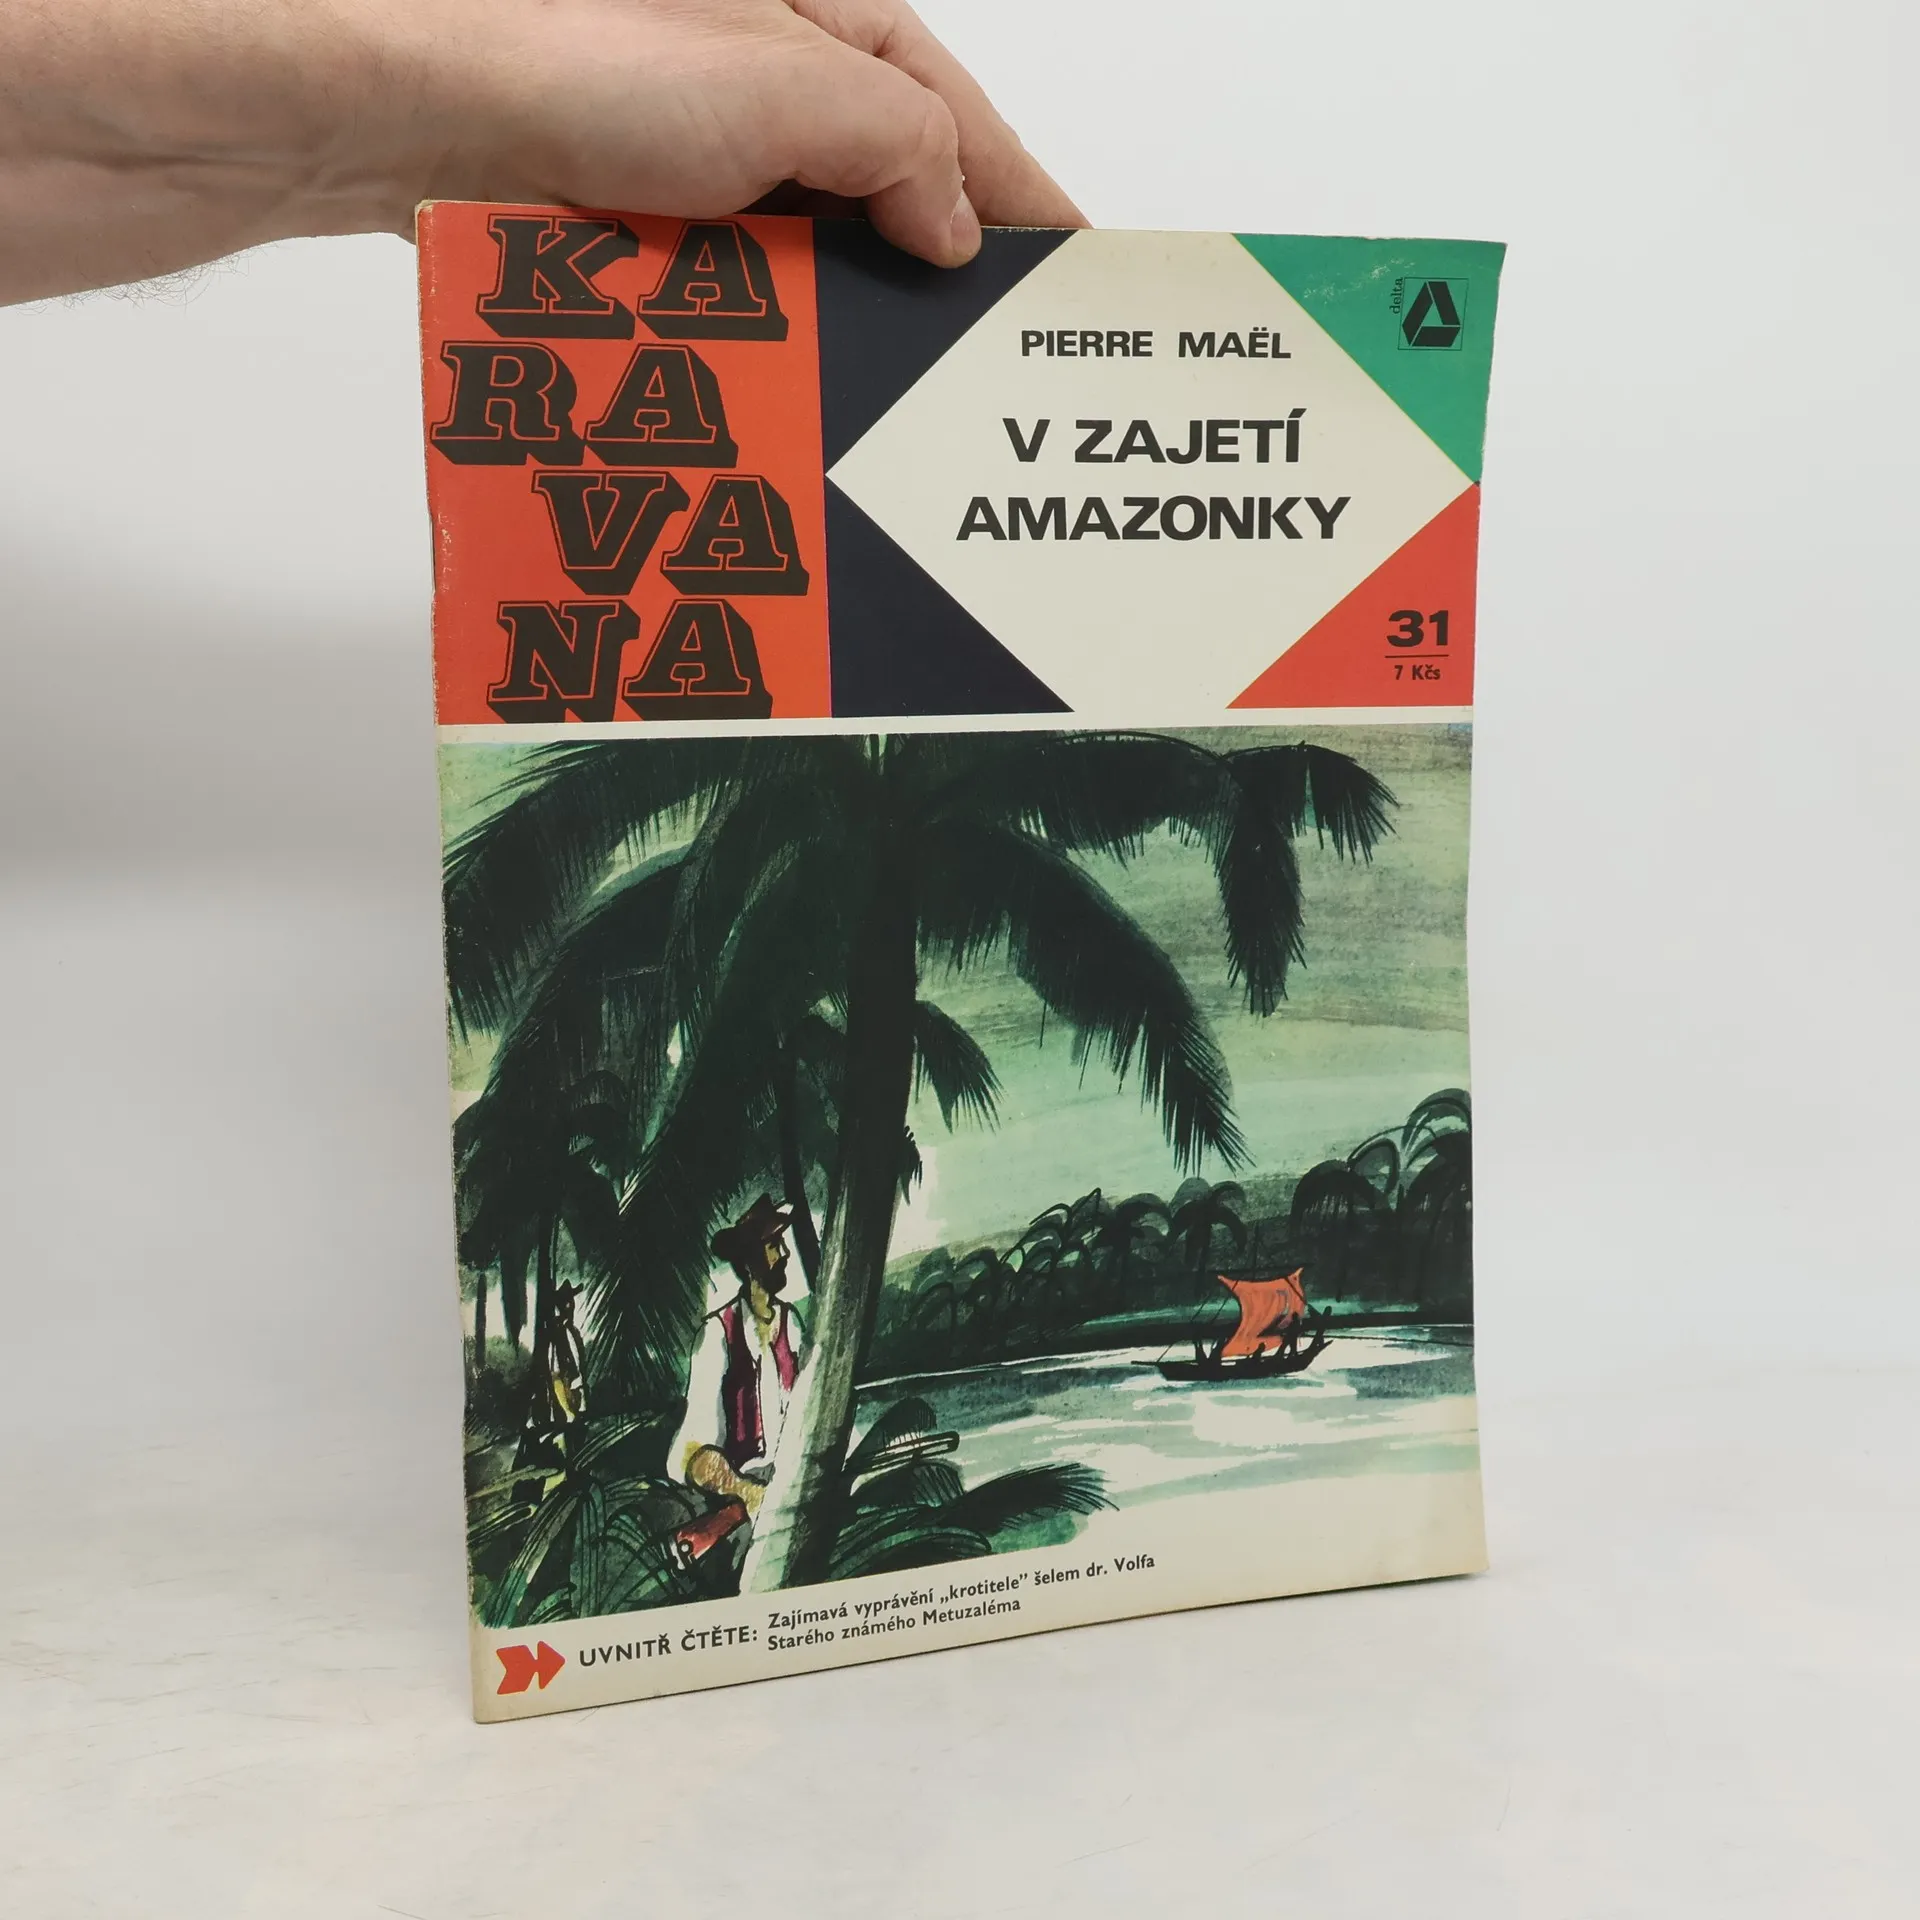 KA
RA
VA
NA
PIERRE MAËL
V ZAJETÍ
AMAZONKY
delta
31
7 Kčs
UVNITŘ ČTĚTE:
Zajímavá vyprávění „krotitele” šelem dr. Volfa
Starého známého Metuzaléma